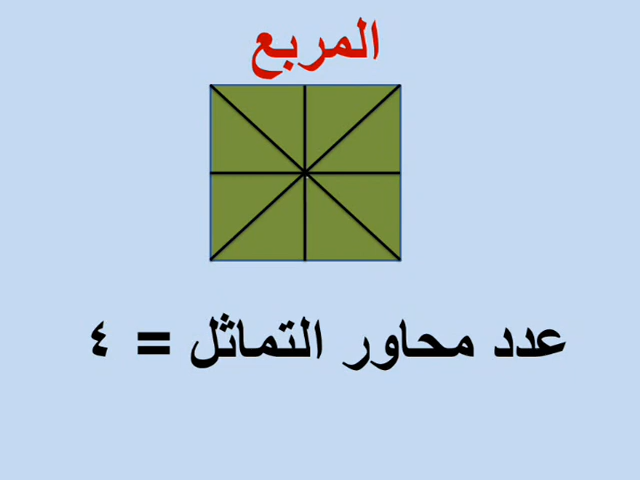 المربع
عدد محاور التماثل = ٤